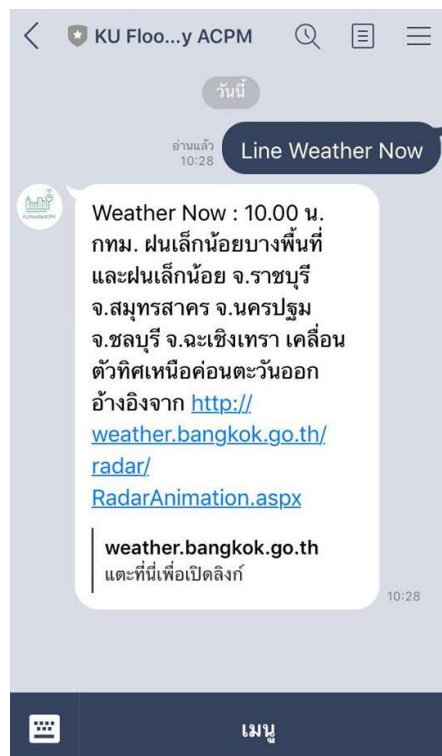 KU Floo...y ACPM
วันนี้
อ่านแล้ว
10:28
Line Weather Now
Weather Now : 10.00 น.
กทม. ฝนเล็กน้อยบางพื้นที่
และฝนเล็กน้อย จ.ราชบุรี
จ.สมุทรสาคร จ.นครปฐม
จ.ชลบุรี จ.ฉะเชิงเทรา เคลื่อน
ตัวทิศเหนือค่อนตะวันออก
อ้างอิงจาก http://
weather.bangkok.go.th/
radar/
RadarAnimation.aspx
weather.bangkok.go.th
แตะที่นี่เพื่อเปิดลิงก์
10:28
เมนู